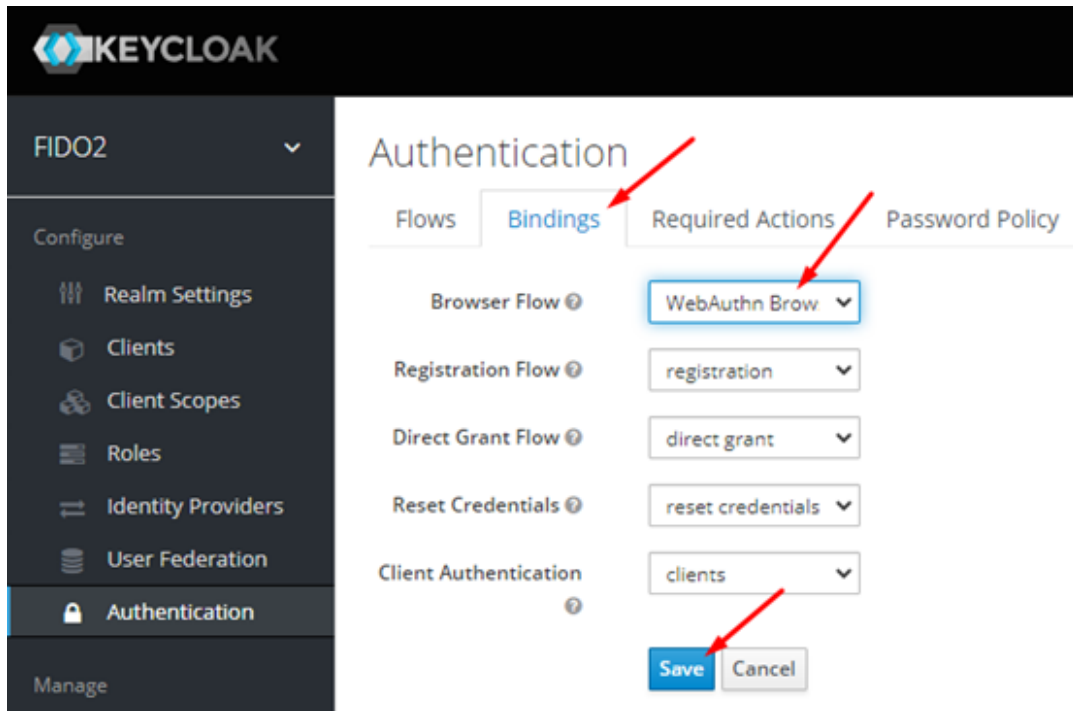 KEYCLOAK
FIDO2
Configure
Realm Settings
Clients
Client Scopes
Roles
Identity Providers
User Federation
Authentication
Manage
Authentication
Flows Bindings Required Actions Password Policy
Browser Flow WebAuthn Brow
Registration Flow registration
Direct Grant Flow direct grant
Reset Credentials reset credentials
Client Authentication clients
Save Cancel